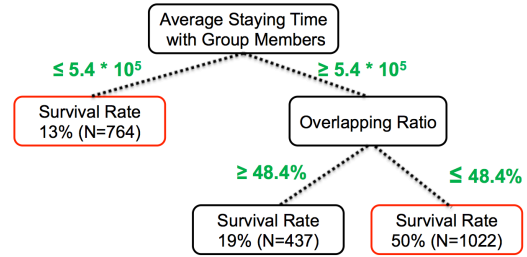 Average Staying Time
with Group Members
≤ 5.4 * 10⁵
≥ 5.4 * 10⁵
Survival Rate
13% (N=764)
Overlapping Ratio
≥ 48.4%
≤ 48.4%
Survival Rate
19% (N=437)
Survival Rate
50% (N=1022)